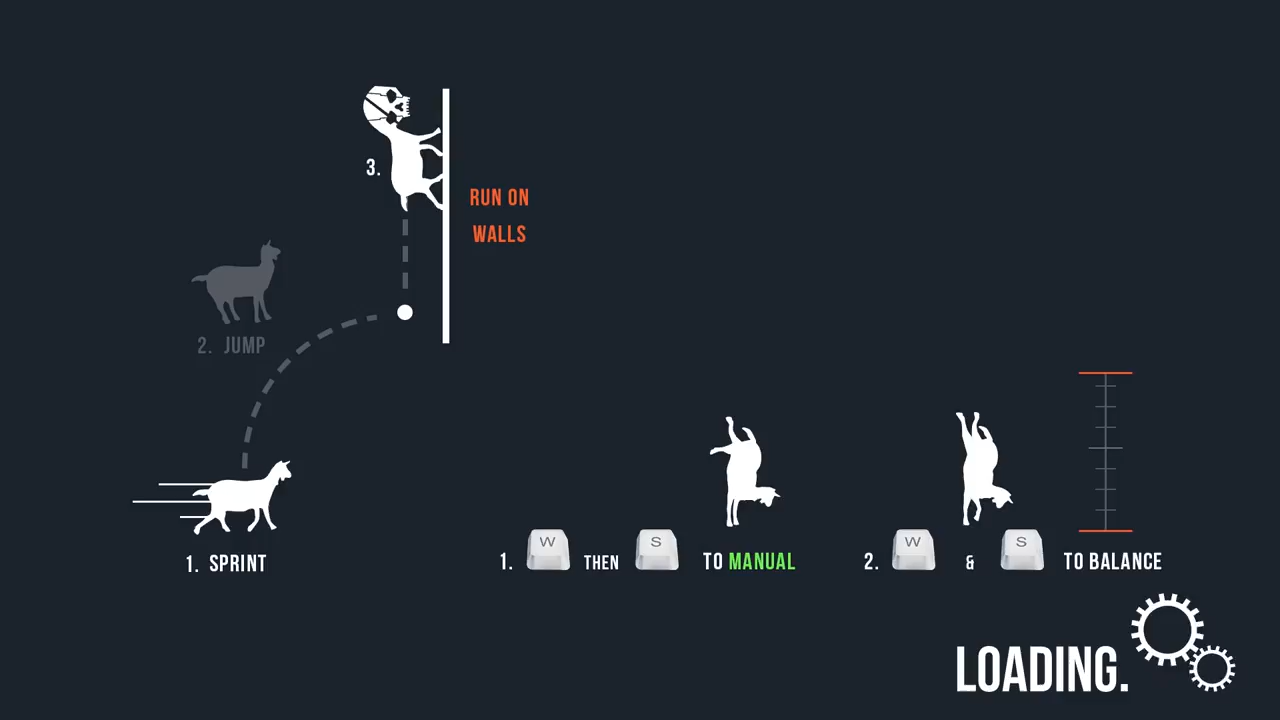 3.
RUN ON
WALLS
2. JUMP
1. SPRINT
1. W THEN S TO MANUAL
2. W & S TO BALANCE
LOADING.